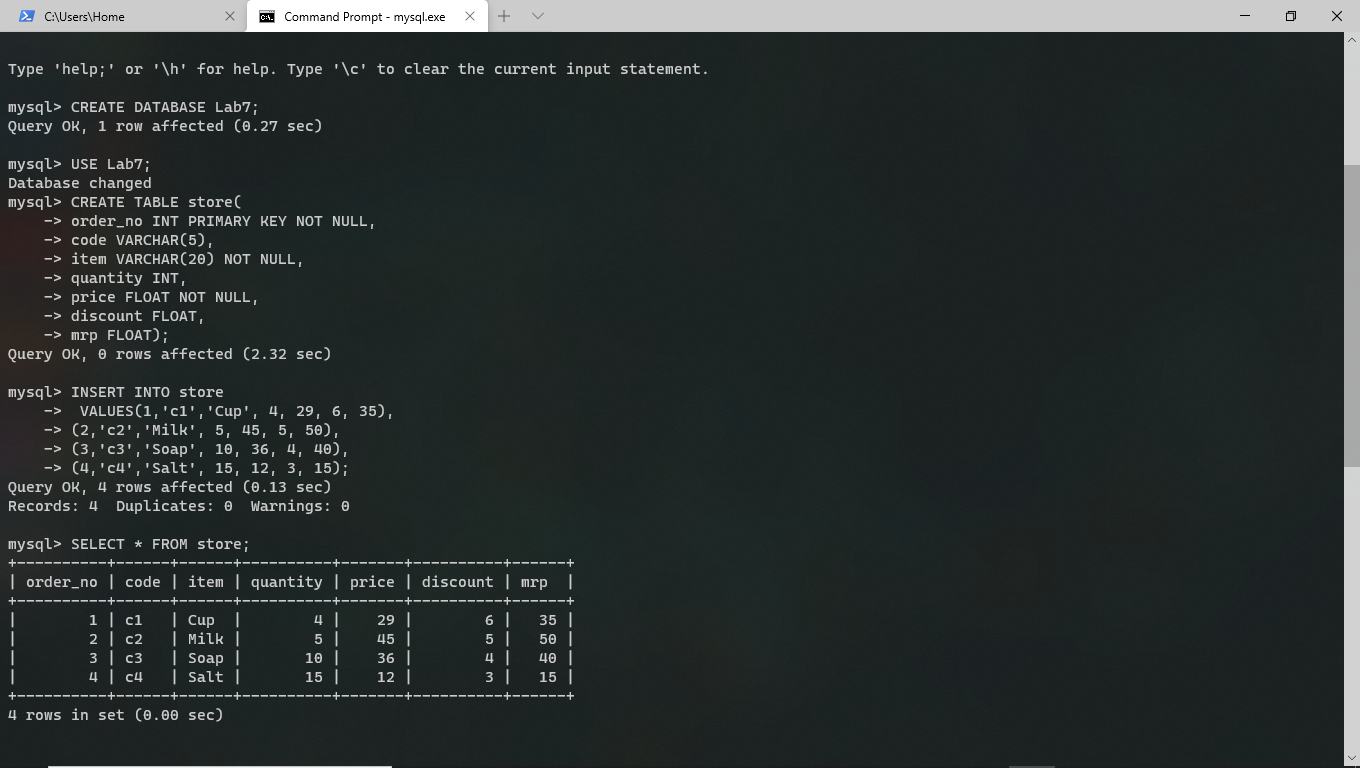 C:\Users\Home
Command Prompt - mysql.exe
Type 'help;' or '\h' for help. Type '\c' to clear the current input statement.
mysql> CREATE DATABASE Lab7;
Query OK, 1 row affected (0.27 sec)
mysql> USE Lab7;
Database changed
mysql> CREATE TABLE store(
    -> order_no INT PRIMARY KEY NOT NULL,
    -> code VARCHAR(5),
    -> item VARCHAR(20) NOT NULL,
    -> quantity INT,
    -> price FLOAT NOT NULL,
    -> discount FLOAT,
    -> mrp FLOAT);
Query OK, 0 rows affected (2.32 sec)
mysql> INSERT INTO store
    ->  VALUES(1,'c1','Cup', 4, 29, 6, 35),
    -> (2,'c2','Milk', 5, 45, 5, 50),
    -> (3,'c3','Soap', 10, 36, 4, 40),
    -> (4,'c4','Salt', 15, 12, 3, 15);
Query OK, 4 rows affected (0.13 sec)
Records: 4  Duplicates: 0  Warnings: 0
mysql> SELECT * FROM store;
+----------+------+------+----------+-------+----------+------+
| order_no | code | item | quantity | price | discount | mrp  |
+----------+------+------+----------+-------+----------+------+
|        1 | c1   | Cup  |        4 |    29 |        6 |   35 |
|        2 | c2   | Milk |        5 |    45 |        5 |   50 |
|        3 | c3   | Soap |       10 |    36 |        4 |   40 |
|        4 | c4   | Salt |       15 |    12 |        3 |   15 |
+----------+------+------+----------+-------+----------+------+
4 rows in set (0.00 sec)